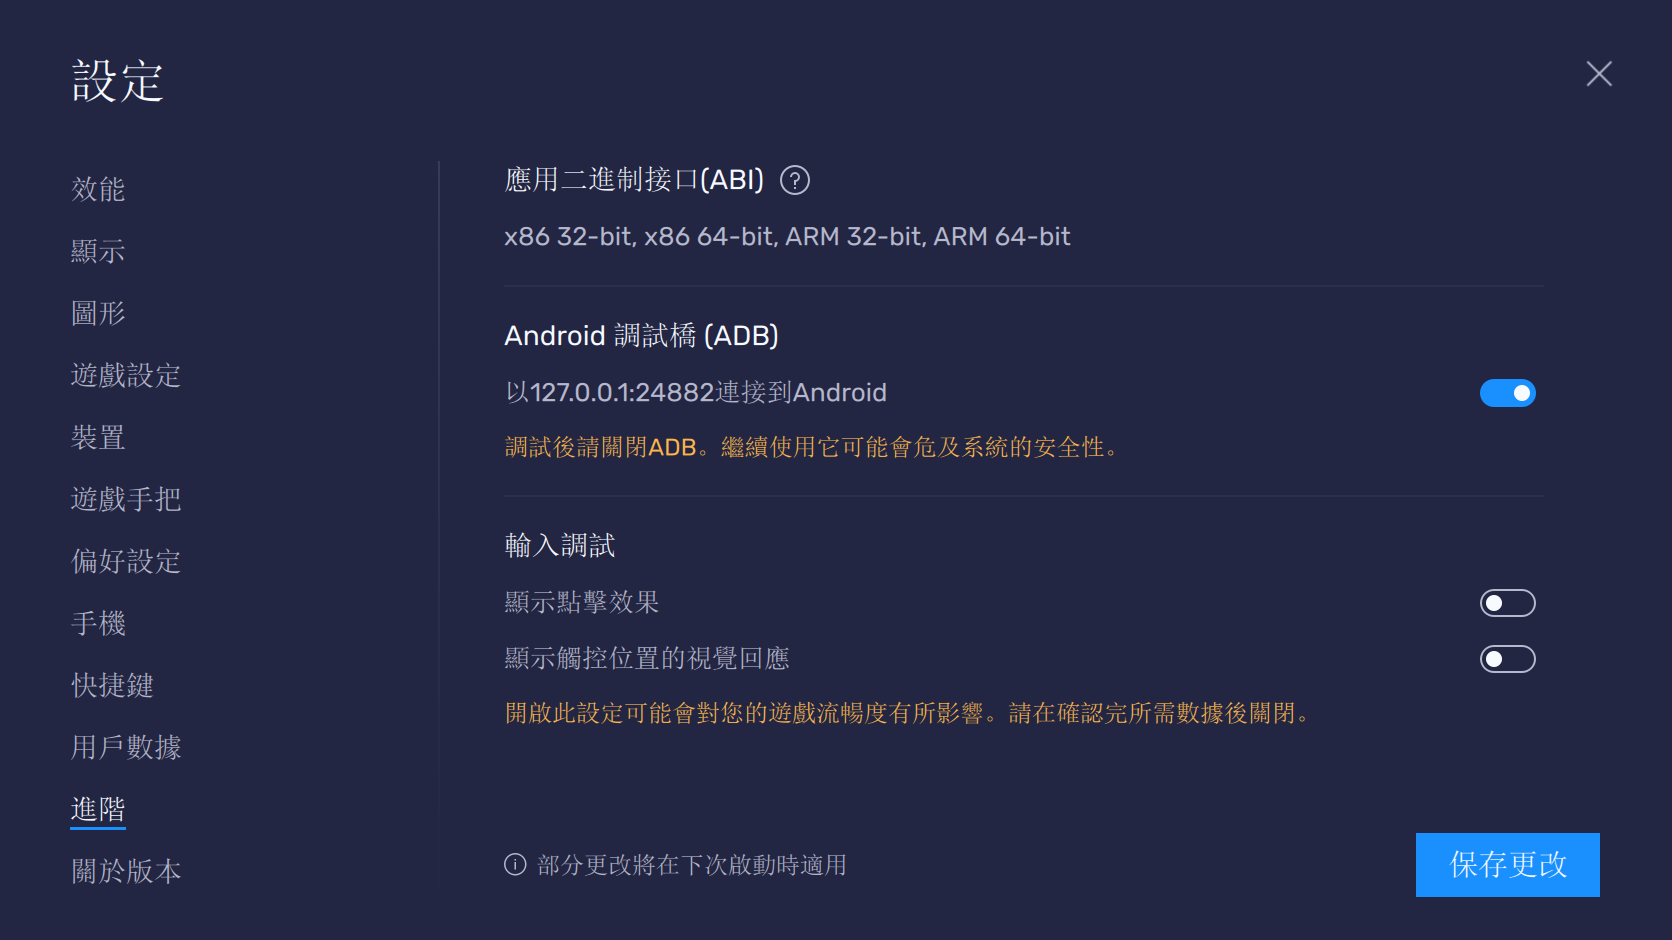 設定
效能
顯示
圖形
遊戲設定
裝置
遊戲手把
偏好設定
手機
快捷鍵
用戶數據
進階
關於版本
應用二進制接口(ABI)
x86 32-bit, x86 64-bit, ARM 32-bit, ARM 64-bit
Android 調試橋 (ADB)
以127.0.0.1:24882連接到Android
調試後請關閉ADB。繼續使用它可能會危及系統的安全性。
輸入調試
顯示點擊效果
顯示觸控位置的視覺回應
開啟此設定可能會對您的遊戲流暢度有所影響。請在確認完所需數據後關閉。
部分更改將在下次啟動時適用
保存更改